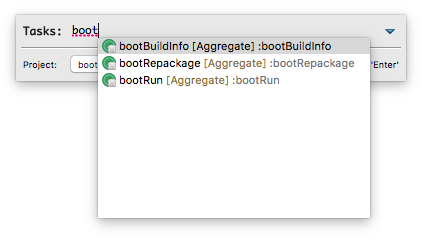 Tasks: boot
bootBuildInfo [Aggregate] :bootBuildInfo
Project: boot 'Enter'
bootRepackage [Aggregate] :bootRepackage
bootRun [Aggregate] :bootRun